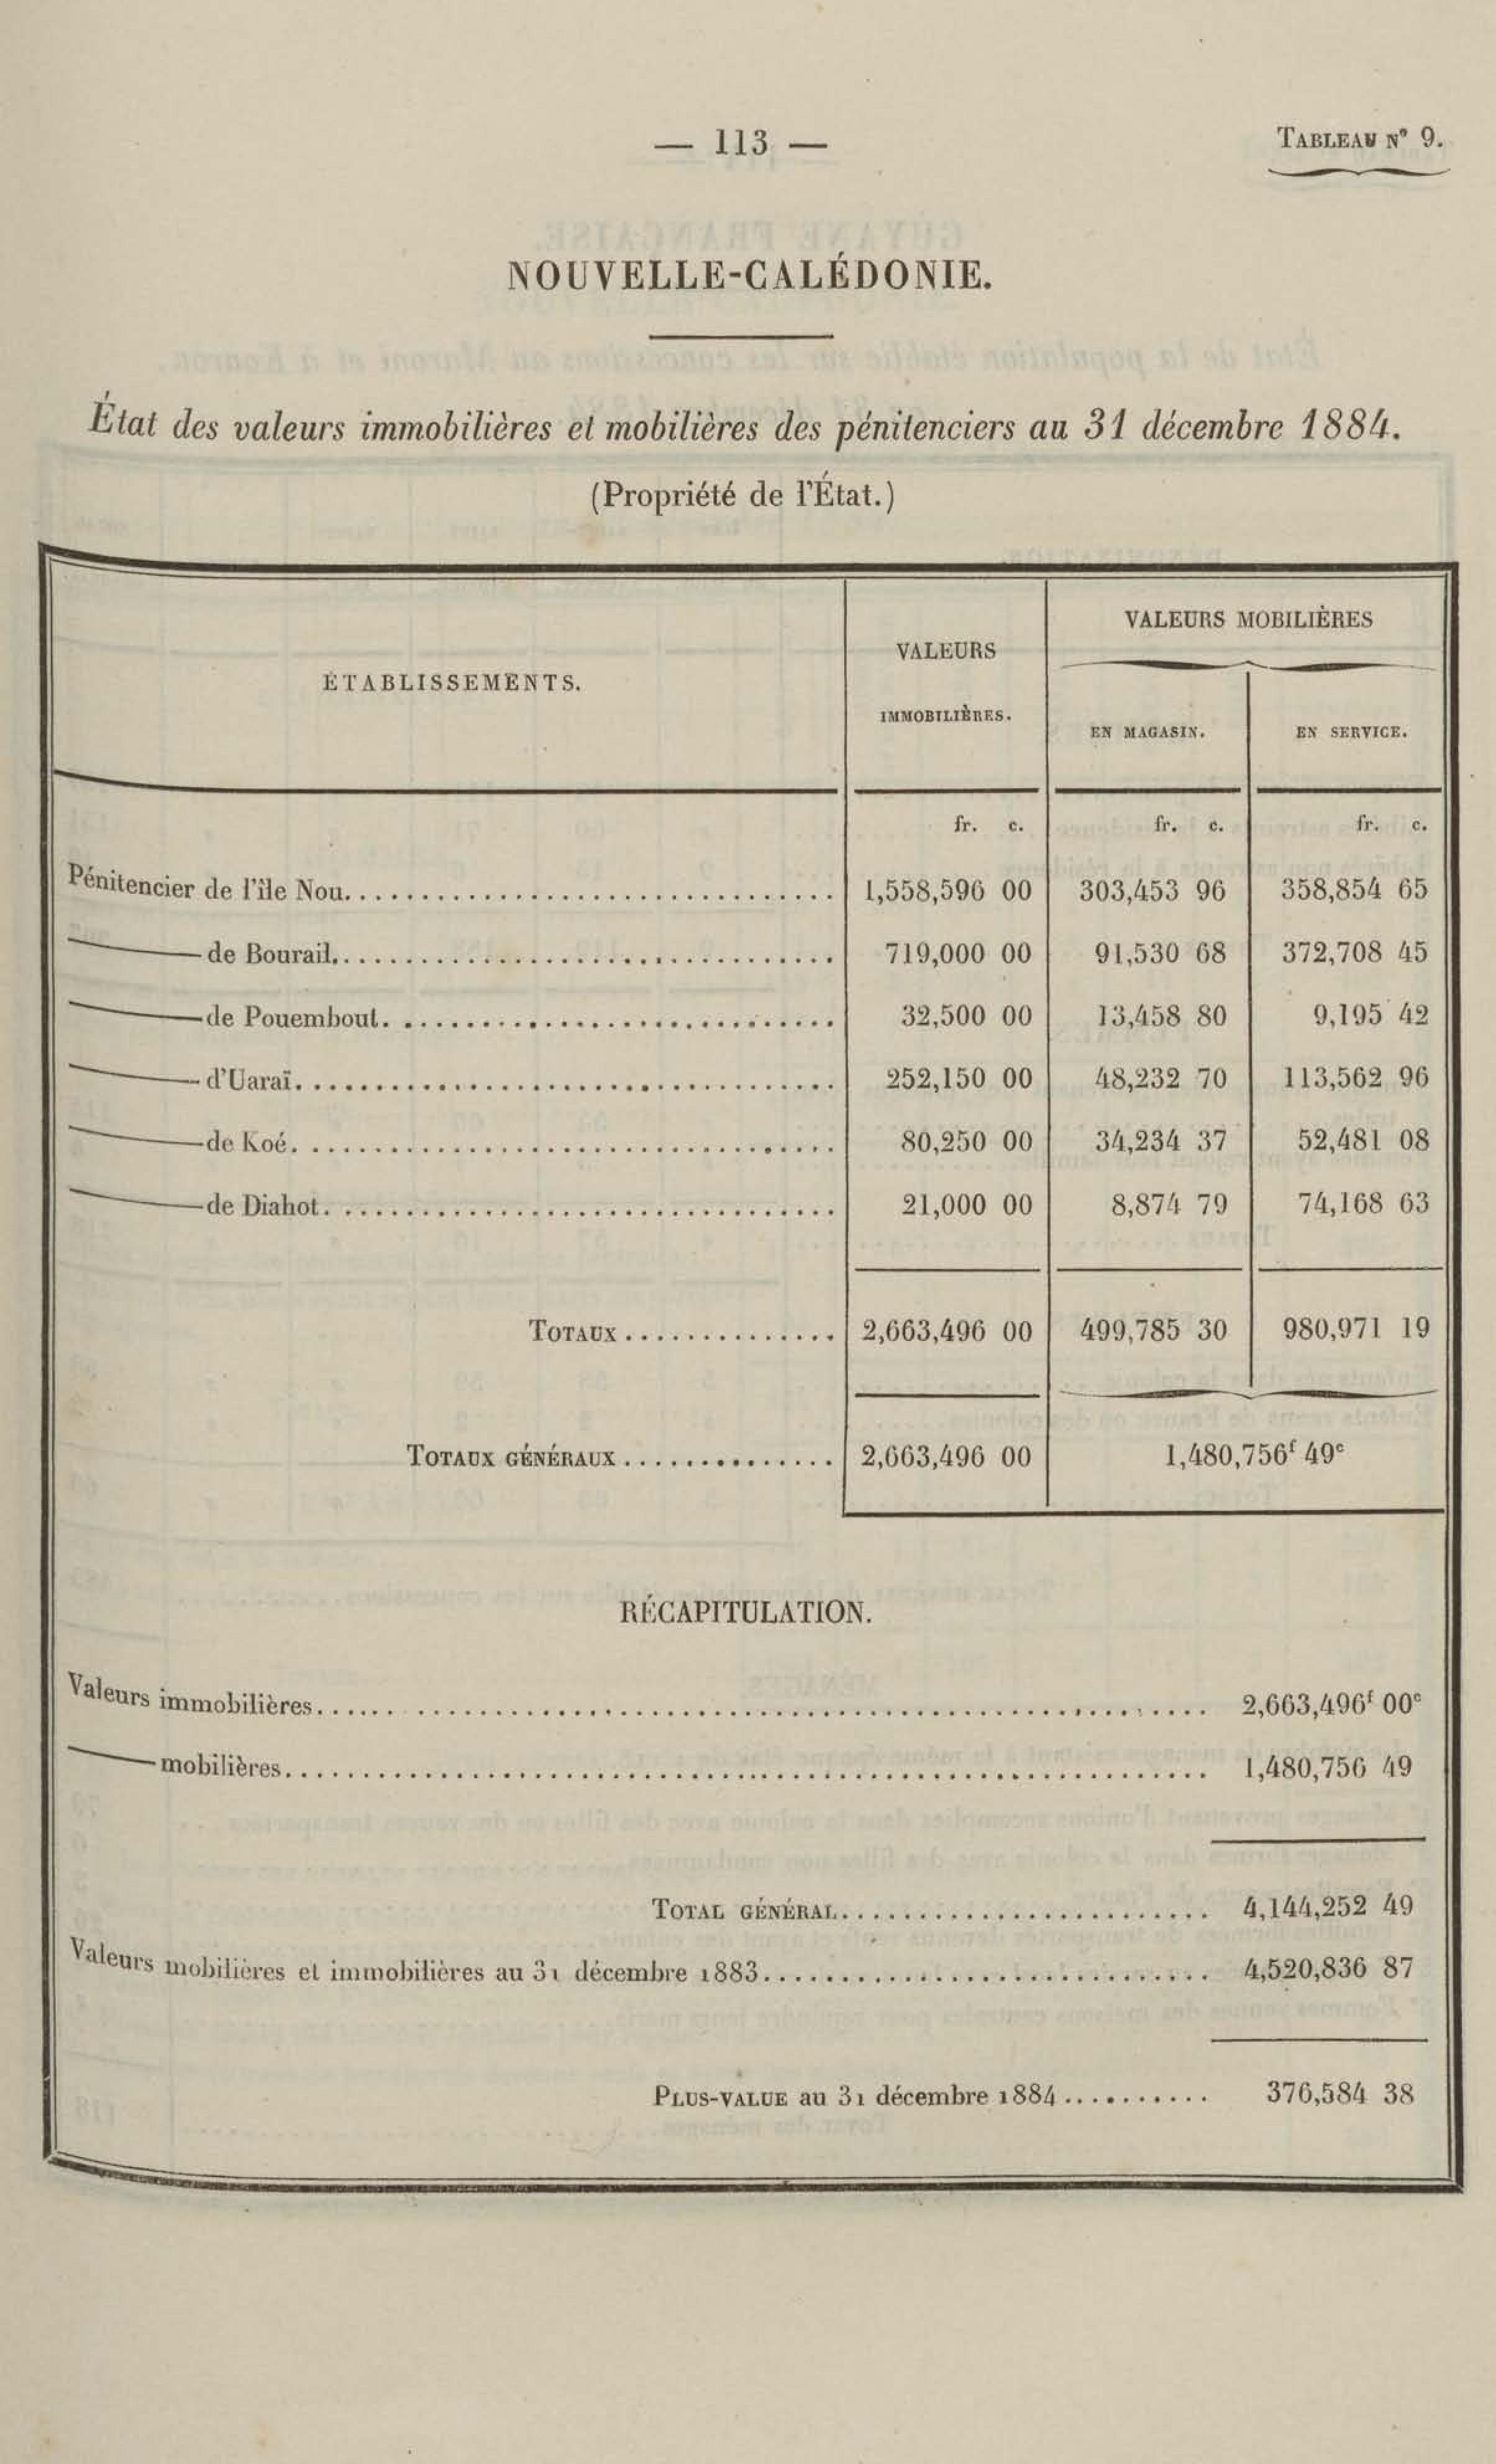 — 113 —
TABLEAU N° 9.
NOUVELLE-CALÉDONIE.
État des valeurs immobilières et mobilières des pénitenciers au 31 décembre 1884.
(Propriété de l'État.)
ÉTABLISSEMENTS.
VALEURS
IMMOBILIÈRES.
VALEURS MOBILIÈRES
EN MAGASIN.
EN SERVICE.
fr. c. fr. c. fr. c.
Pénitencier de l'île Nou. 1,558,596 00 303,453 96 358,854 65
— de Bourail. 719,000 00 91,530 68 372,708 45
— de Pouembout. 32,500 00 13,458 80 9,195 42
— d'Uaraï. 252,150 00 48,232 70 113,562 96
— de Koé. 80,250 00 34,234 37 52,481 08
— de Diahot. 21,000 00 8,874 79 74,168 63
TOTAUX 2,663,496 00 499,785 30 980,971 19
TOTAUX GÉNÉRAUX 2,663,496 00 1,480,756f 49c
RÉCAPITULATION.
Valeurs immobilières. 2,663,496f 00c
— mobilières. 1,480,756 49
TOTAL GÉNÉRAL. 4,144,252 49
Valeurs mobilières et immobilières au 31 décembre 1883. 4,520,836 87
PLUS-VALUE au 31 décembre 1884 376,584 38